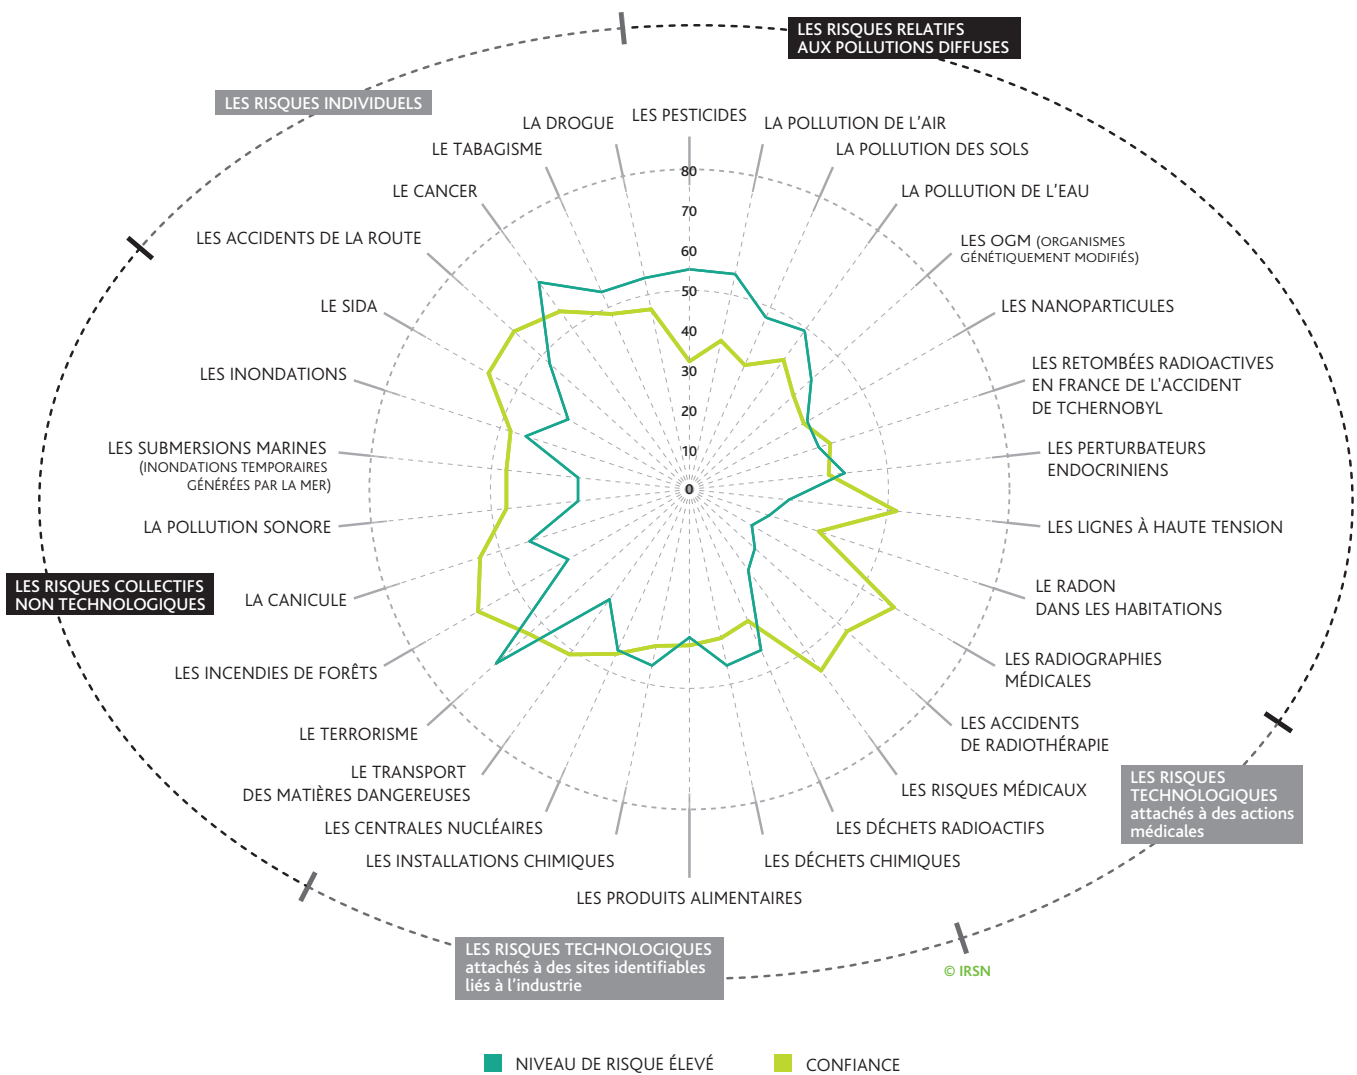 LES RISQUES RELATIFS
AUX POLLUTIONS DIFFUSES
LES RISQUES INDIVIDUELS
LES PESTICIDES
LA POLLUTION DE L’AIR
LA POLLUTION DES SOLS
LA POLLUTION DE L’EAU
LES OGM (ORGANISMES
GÉNÉTIQUEMENT MODIFIÉS)
LES NANOPARTICULES
LES RETOMBÉES RADIOACTIVES
EN FRANCE DE L'ACCIDENT
DE TCHERNOBYL
LES PERTURBATEURS
ENDOCRINIENS
LES LIGNES À HAUTE TENSION
LE RADON
DANS LES HABITATIONS
LES RADIOGRAPHIES
MÉDICALES
LES ACCIDENTS
DE RADIOTHÉRAPIE
LES RISQUES MÉDICAUX
LES DÉCHETS RADIOACTIFS
LES DÉCHETS CHIMIQUES
LES PRODUITS ALIMENTAIRES
LES INSTALLATIONS CHIMIQUES
LES CENTRALES NUCLÉAIRES
LE TRANSPORT
DES MATIÈRES DANGEREUSES
LE TERRORISME
LES INCENDIES DE FORÊTS
LA CANICULE
LA POLLUTION SONORE
LES SUBMERSIONS MARINES
(INONDATIONS TEMPORAIRES
GÉNÉRÉES PAR LA MER)
LES INONDATIONS
LE SIDA
LES ACCIDENTS DE LA ROUTE
LE CANCER
LE TABAGISME
LA DROGUE
80
70
60
50
40
30
20
10
0
LES RISQUES COLLECTIFS
NON TECHNOLOGIQUES
LES RISQUES
TECHNOLOGIQUES
attachés à des actions
médicales
LES RISQUES TECHNOLOGIQUES
attachés à des sites identifiables
liés à l’industrie
© IRSN
NIVEAU DE RISQUE ÉLEVÉ
CONFIANCE